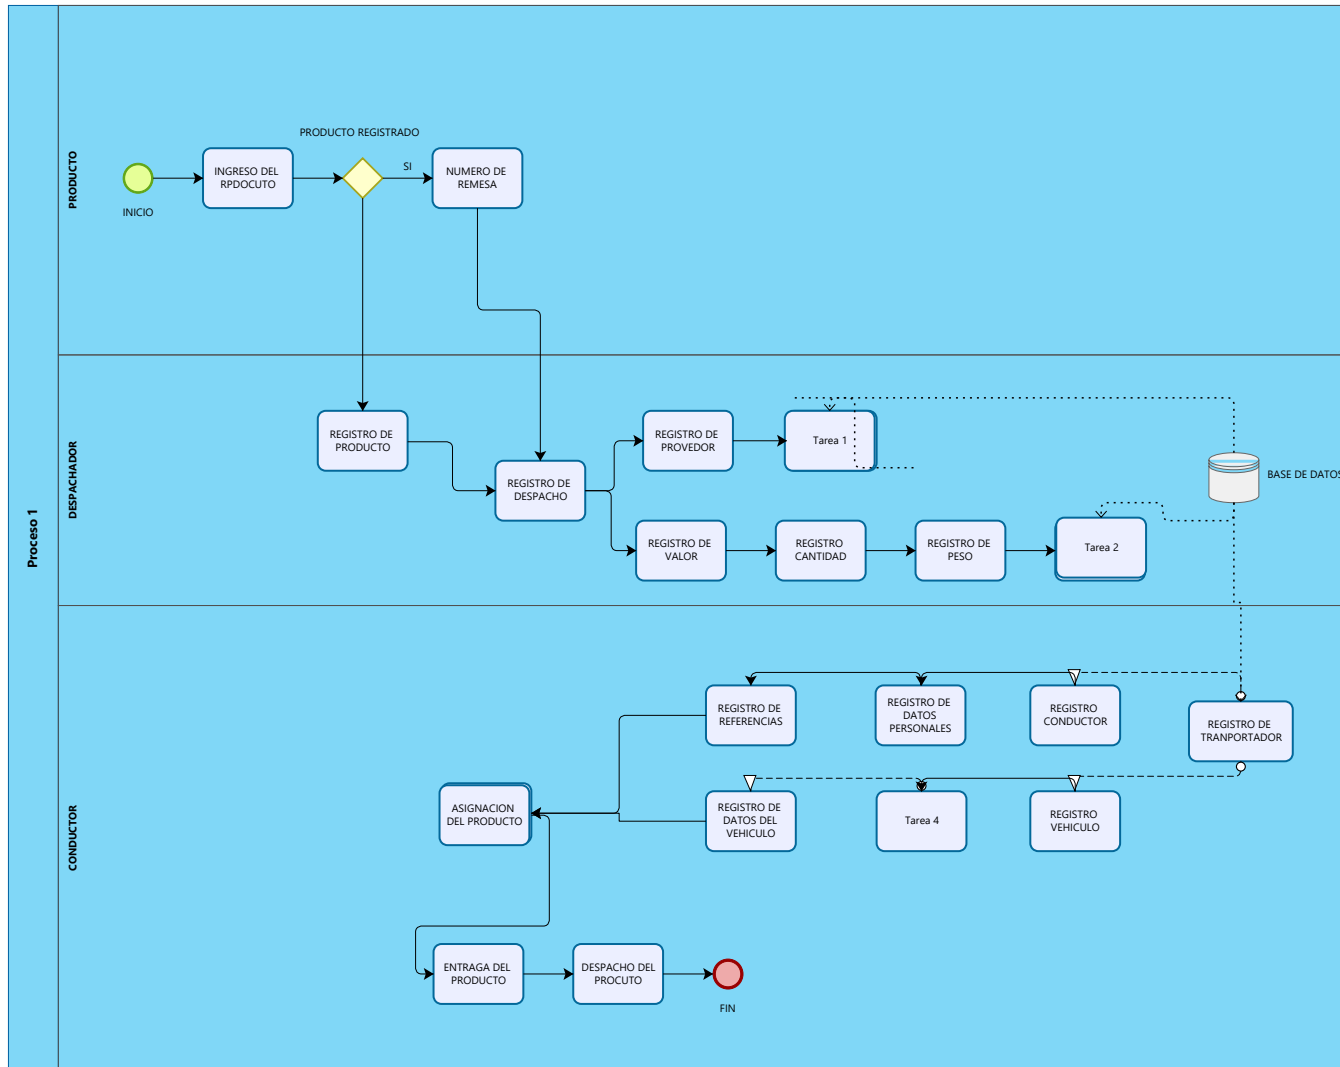 Proceso 1
PRODUCTO
PRODUCTO REGISTRADO
INICIO
INGRESO DEL
RPDOCUTO
SI
NUMERO DE
REMESA
DESPACHADOR
REGISTRO DE
PRODUCTO
REGISTRO DE
DESPACHO
REGISTRO DE
PROVEDOR
Tarea 1
BASE DE DATOS
REGISTRO DE
VALOR
REGISTRO
CANTIDAD
REGISTRO DE
PESO
Tarea 2
CONDUCTOR
REGISTRO DE
REFERENCIAS
REGISTRO DE
DATOS
PERSONALES
REGISTRO
CONDUCTOR
REGISTRO DE
TRANPORTADOR
ASIGNACION
DEL PRODUCTO
REGISTRO DE
DATOS DEL
VEHICULO
Tarea 4
REGISTRO
VEHICULO
ENTRAGA DEL
PRODUCTO
DESPACHO DEL
PROCUTO
FIN